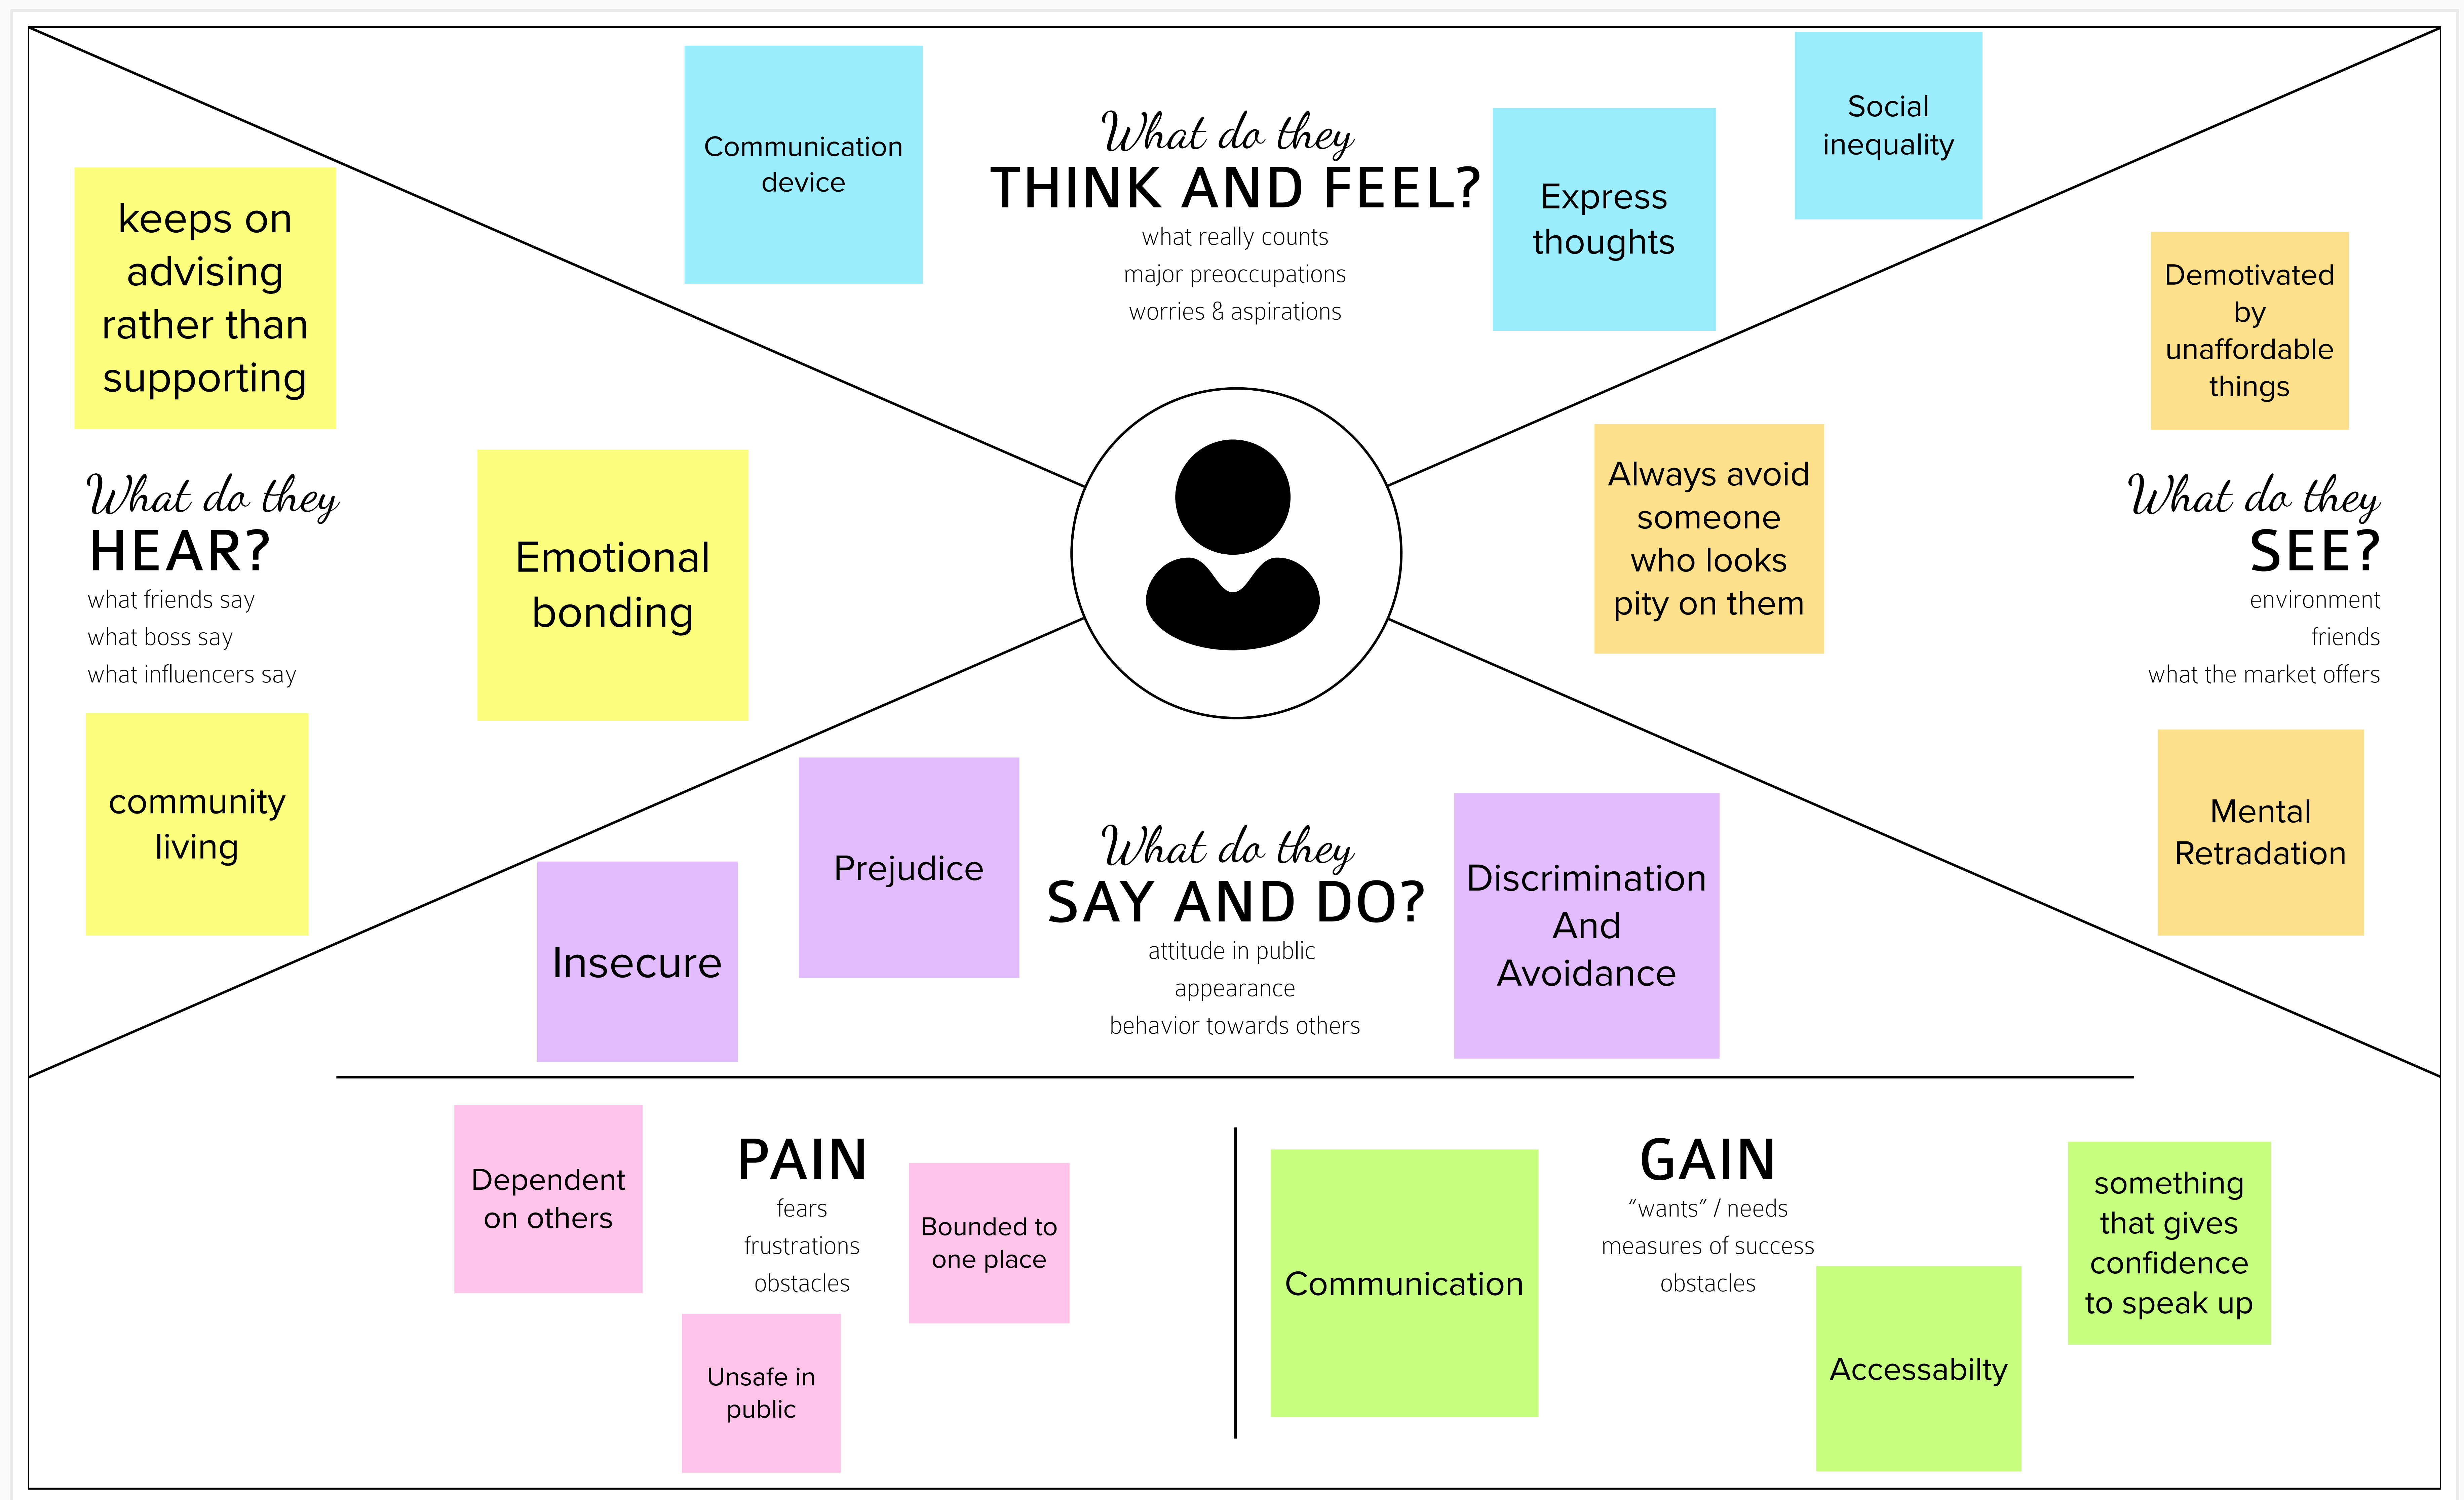 Communication
device
What do they
THINK AND FEEL?
what really counts
major preoccupations
worries & aspirations
Express
thoughts
Social
inequality
keeps on
advising
rather than
supporting
What do they
HEAR?
what friends say
what boss say
what influencers say
Emotional
bonding
community
living
Demotivated
by
unaffordable
things
Always avoid
someone
who looks
pity on them
What do they
SEE?
environment
friends
what the market offers
Mental
Retradation
Insecure
Prejudice
What do they
SAY AND DO?
attitude in public
appearance
behavior towards others
Discrimination
And
Avoidance
Dependent
on others
PAIN
fears
frustrations
obstacles
Bounded to
one place
Unsafe in
public
Communication
GAIN
“wants” / needs
measures of success
obstacles
Accessabilty
something
that gives
confidence
to speak up